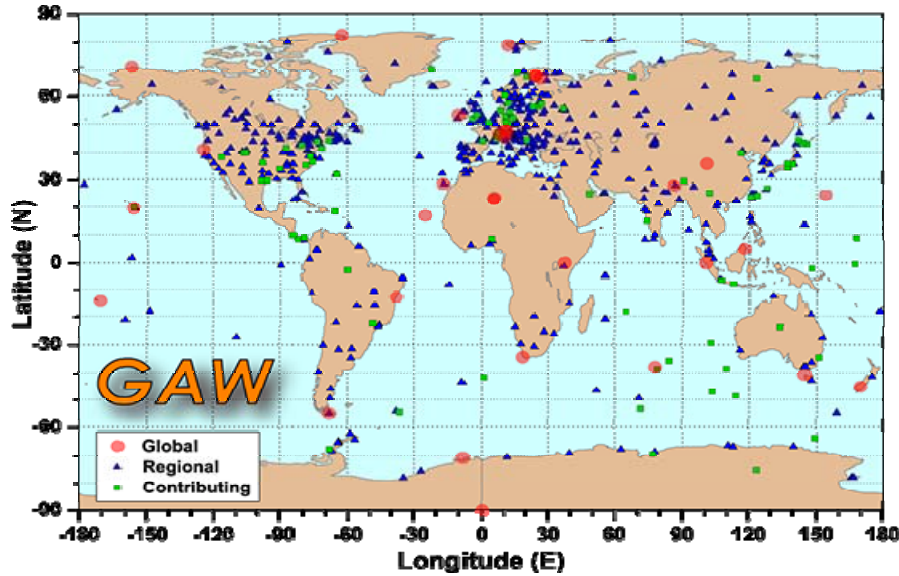 90
60
30
0
-30
-60
-90
Latitude (N)
GAW
Global
Regional
Contributing
-180 -150 -120 -90 -60 -30 0 30 60 90 120 150 180
Longitude (E)